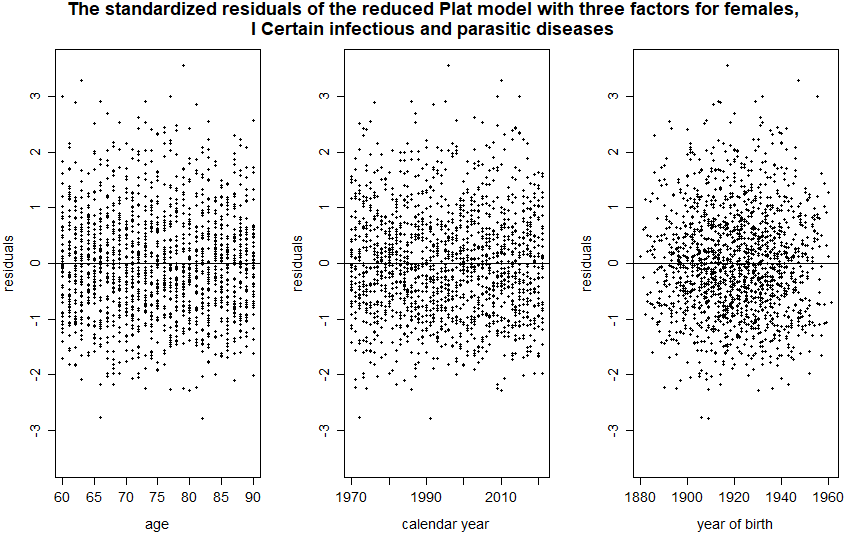 The standardized residuals of the reduced Plat model with three factors for females,
I Certain infectious and parasitic diseases
residuals
3
2
1
0
-1
-2
-3
60 65 70 75 80 85 90
age
residuals
3
2
1
0
-1
-2
-3
1970 1990 2010
calendar year
residuals
3
2
1
0
-1
-2
-3
1880 1900 1920 1940 1960
year of birth